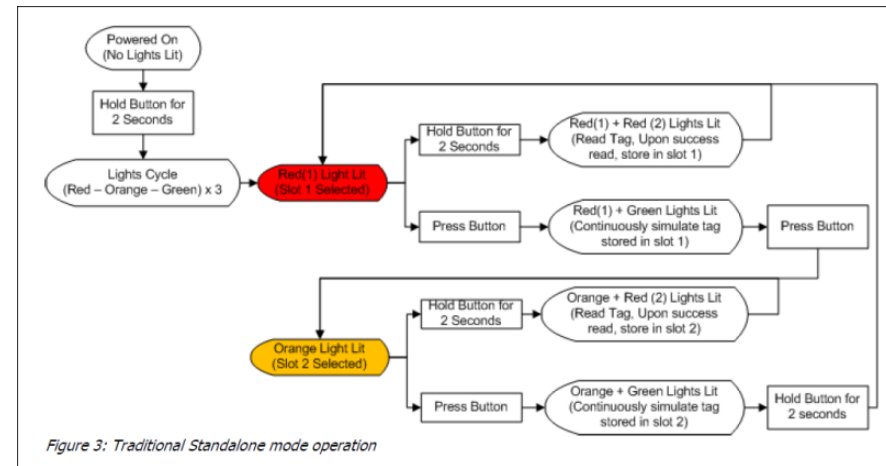 Powered On
(No Lights Lit)
Hold Button for
2 Seconds
Lights Cycle
(Red – Orange – Green) x 3
Red(1) Light Lit
(Slot 1 Selected)
Hold Button for
2 Seconds
Red(1) + Red (2) Lights Lit
(Read Tag, Upon success
read, store in slot 1)
Press Button
Red(1) + Green Lights Lit
(Continuously simulate tag
stored in slot 1)
Press Button
Orange Light Lit
(Slot 2 Selected)
Hold Button for
2 Seconds
Orange + Red (2) Lights Lit
(Read Tag, Upon success
read, store in slot 2)
Press Button
Orange + Green Lights Lit
(Continuously simulate tag
stored in slot 2)
Hold Button for
2 seconds
Figure 3: Traditional Standalone mode operation